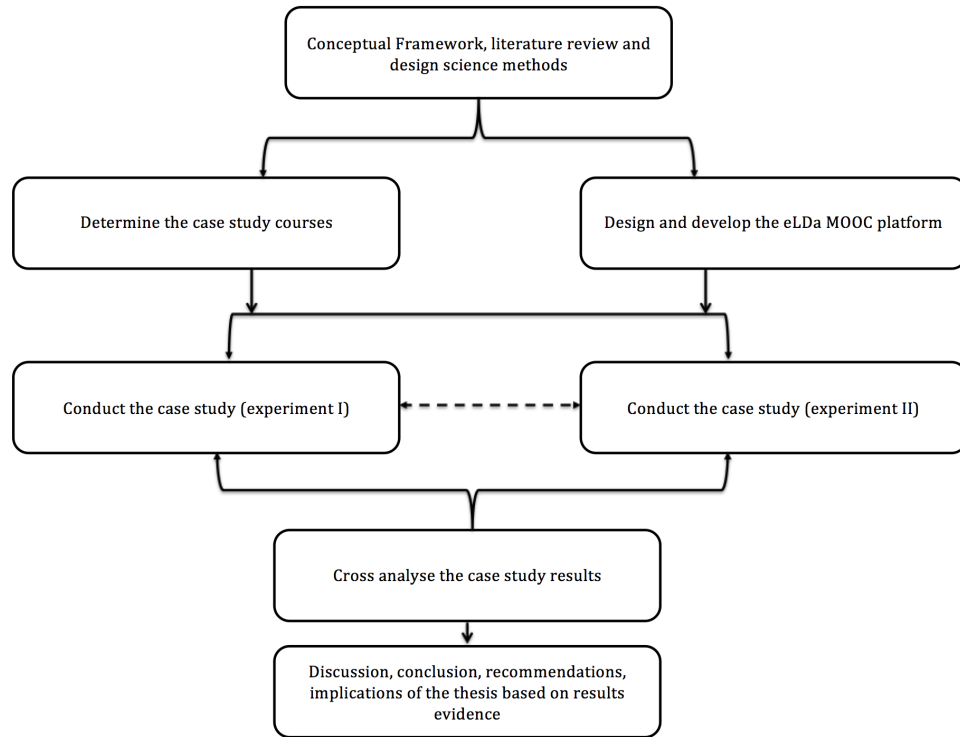 Conceptual Framework, literature review and
design science methods
Determine the case study courses
Design and develop the eLDa MOOC platform
Conduct the case study (experiment I)
Conduct the case study (experiment II)
Cross analyse the case study results
Discussion, conclusion, recommendations,
implications of the thesis based on results
evidence